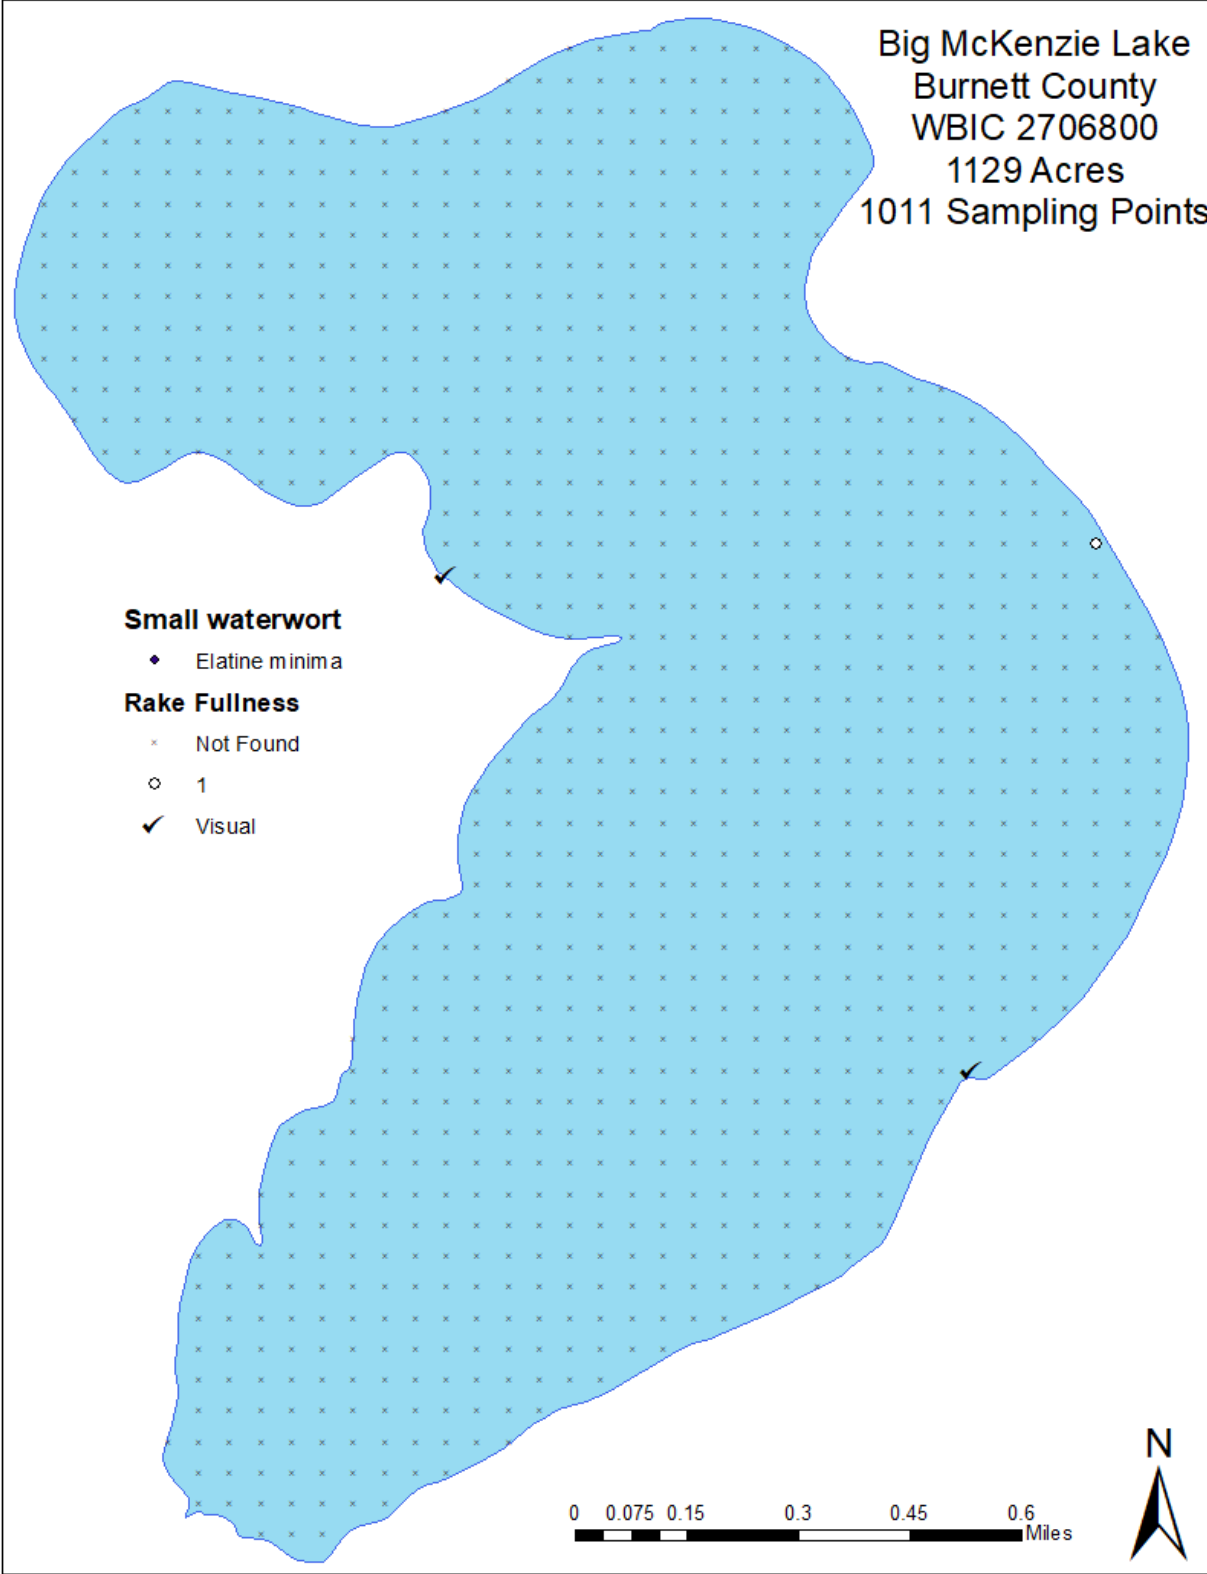 Big McKenzie Lake
Burnett County
WBIC 2706800
1129 Acres
1011 Sampling Points
Small waterwort
Elatine minima
Rake Fullness
Not Found
1
Visual
N
0 0.075 0.15 0.3 0.45 0.6
Miles